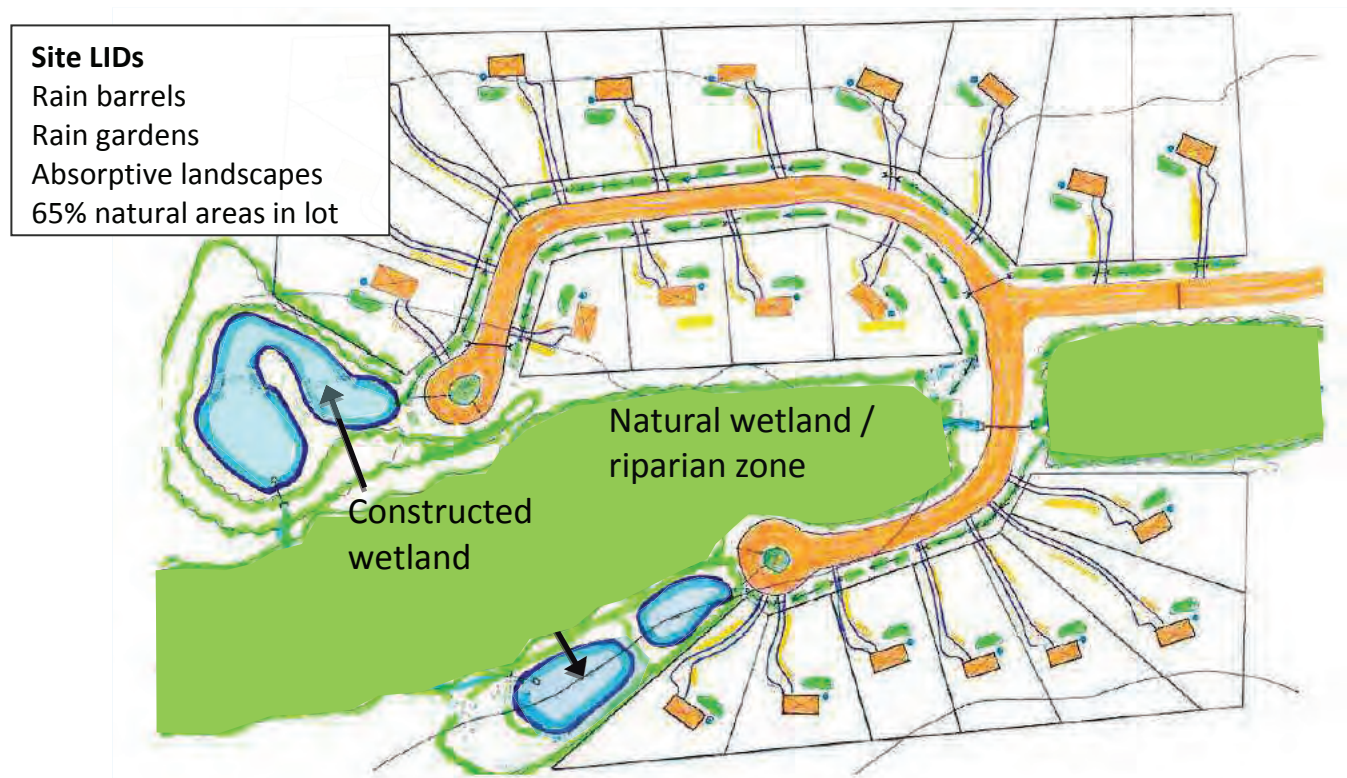 Site LIDs
Rain barrels
Rain gardens
Absorptive landscapes
65% natural areas in lot
Natural wetland /
riparian zone
Constructed
wetland